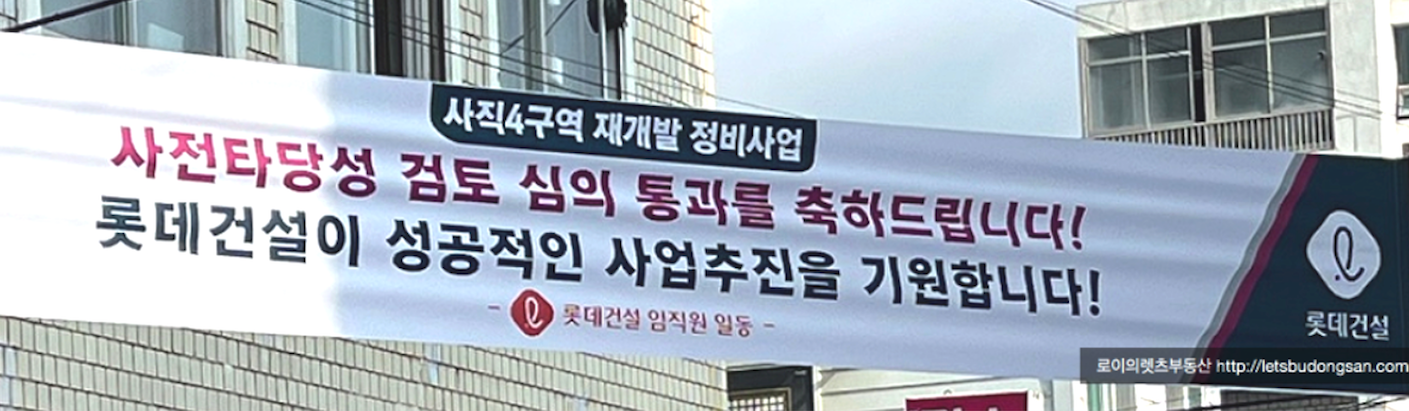 사직4구역 재개발 정비사업
사전타당성 검토 심의 통과를 축하드립니다!
롯데건설이 성공적인 사업추진을 기원합니다!
- 롯데건설 임직원 일동 -
롯데건설
로이의렛츠부동산 http://letsbudongsan.com